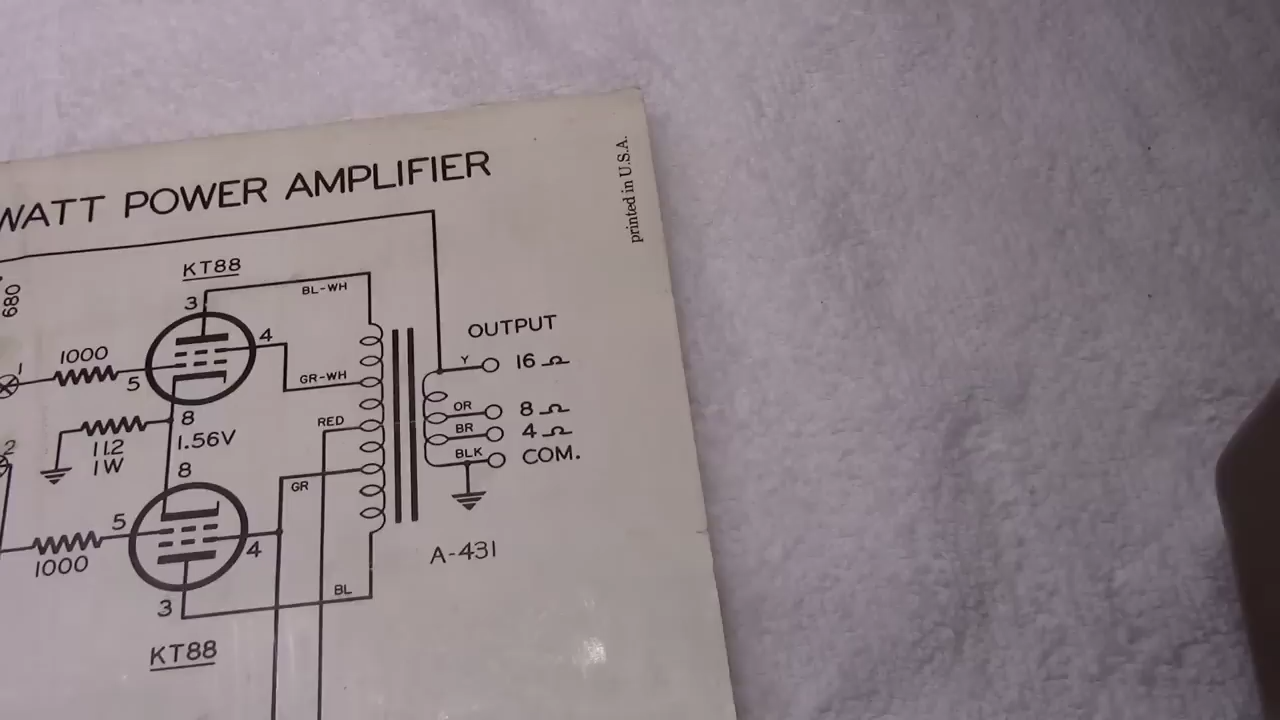 WATT POWER AMPLIFIER
printed in U.S.A.
680
KT88
3
BL-WH
4
OUTPUT
1
1000
5
GR-WH
Y
16 Ω
8
RED
OR
8 Ω
2
11.2
1W
1.56V
BR
4 Ω
8
BLK
COM.
GR
5
4
1000
A-431
3
BL
KT88